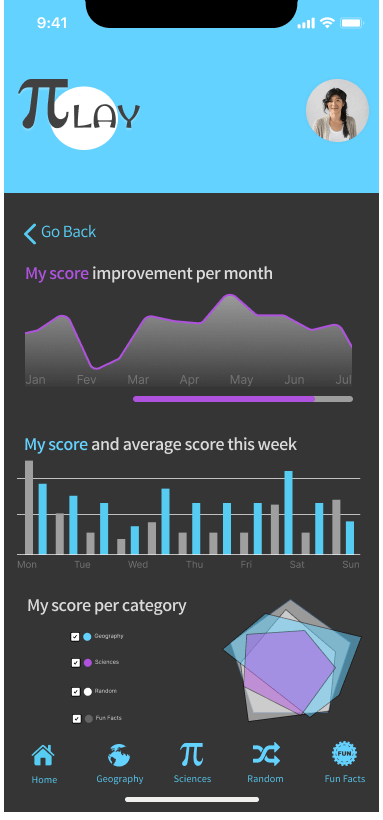 9:41
πLAY
Go Back
My score improvement per month
Jan Fev Mar Apr May Jun Jul
My score and average score this week
Mon Tue Wed Thu Fri Sat Sun
My score per category
Geography
Sciences
Random
Fun Facts
FUN
Home Geography Sciences Random Fun Facts